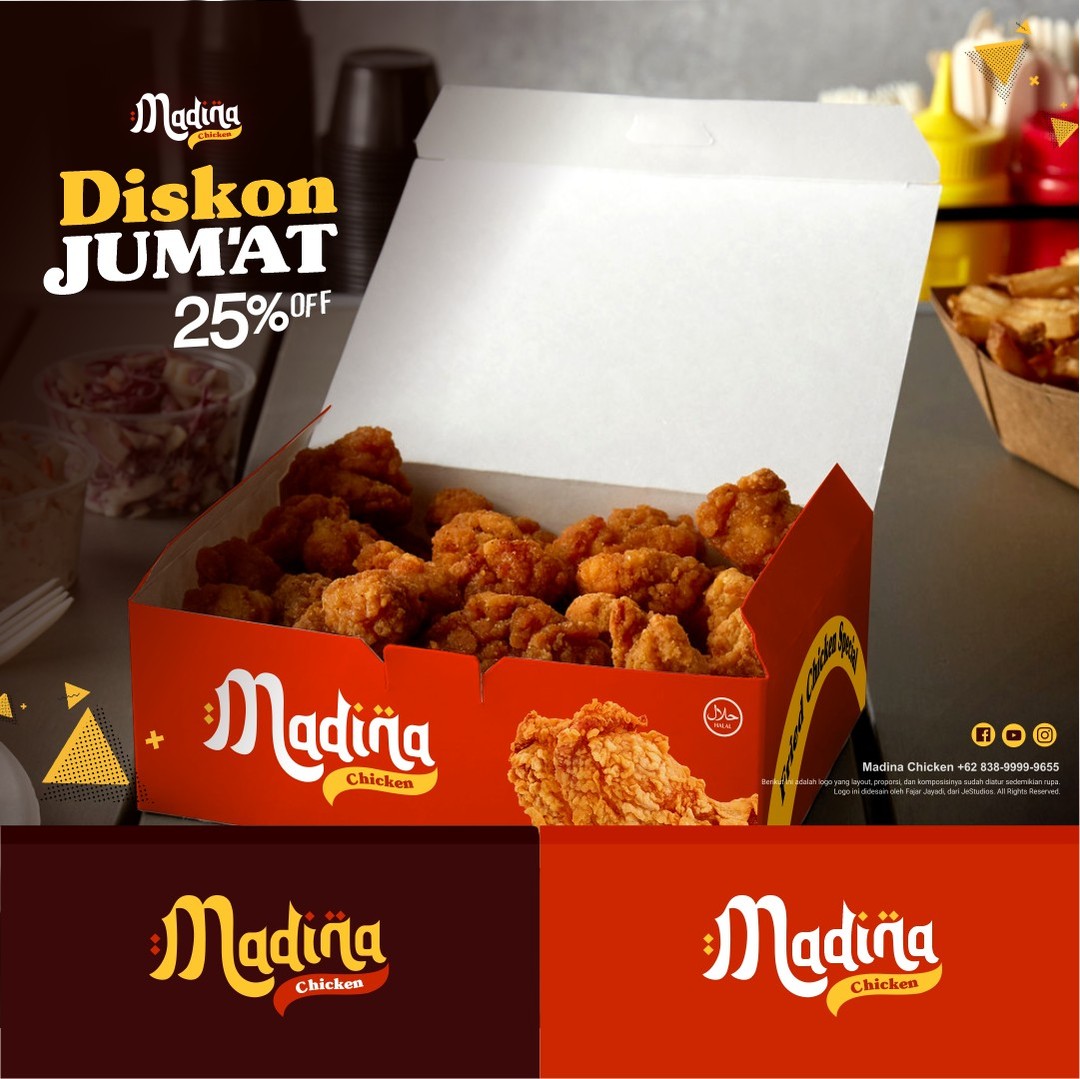 Madina
Chicken
Diskon
JUM'AT
25% OFF
Madina
Chicken
حلال
HALAL
Fried Chicken Special
Madina Chicken +62 838-9999-9655
Berikut ini adalah logo yang layout, proporsi, dan komposisinya sudah diatur sedemikian rupa.
Logo ini didesain oleh Fajar Jayadi, dari JeStudios. All Rights Reserved.
Madina
Chicken
Madina
Chicken